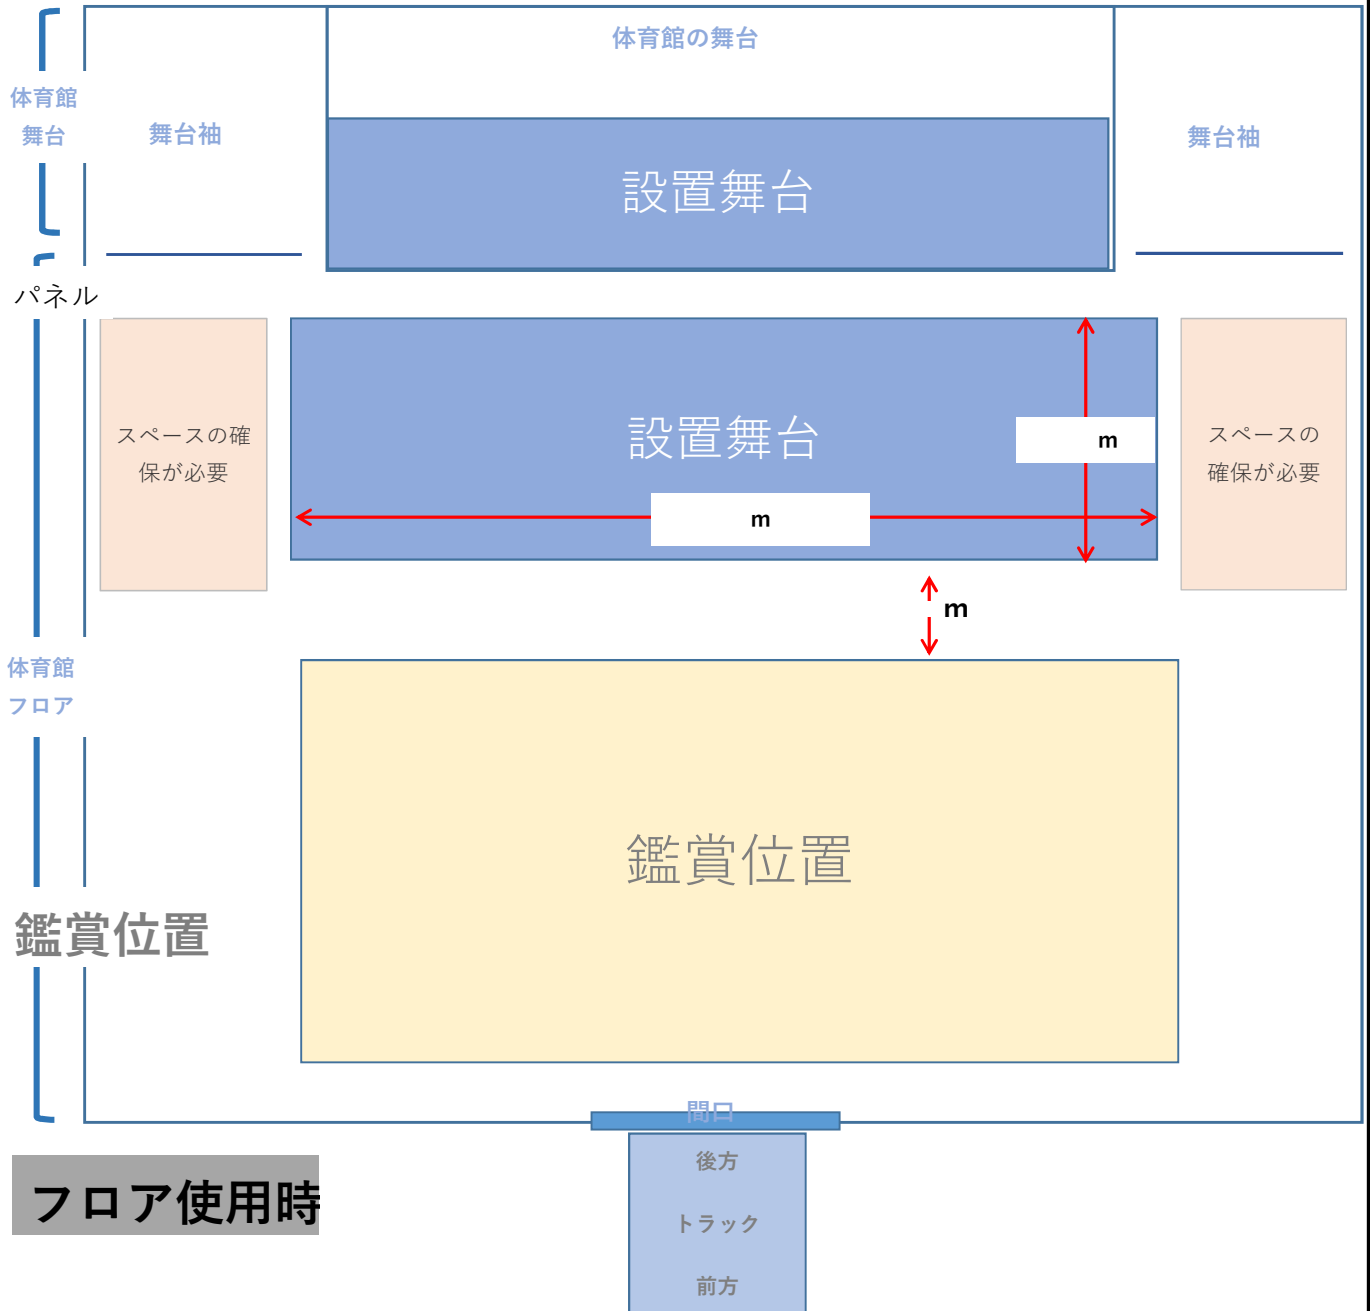 体育館の舞台
体育館
舞台
舞台袖
舞台袖
設置舞台
パネル
スペースの確
保が必要
設置舞台
m
m
スペースの
確保が必要
m
体育館
フロア
鑑賞位置
鑑賞位置
間口
後方
トラック
前方
フロア使用時